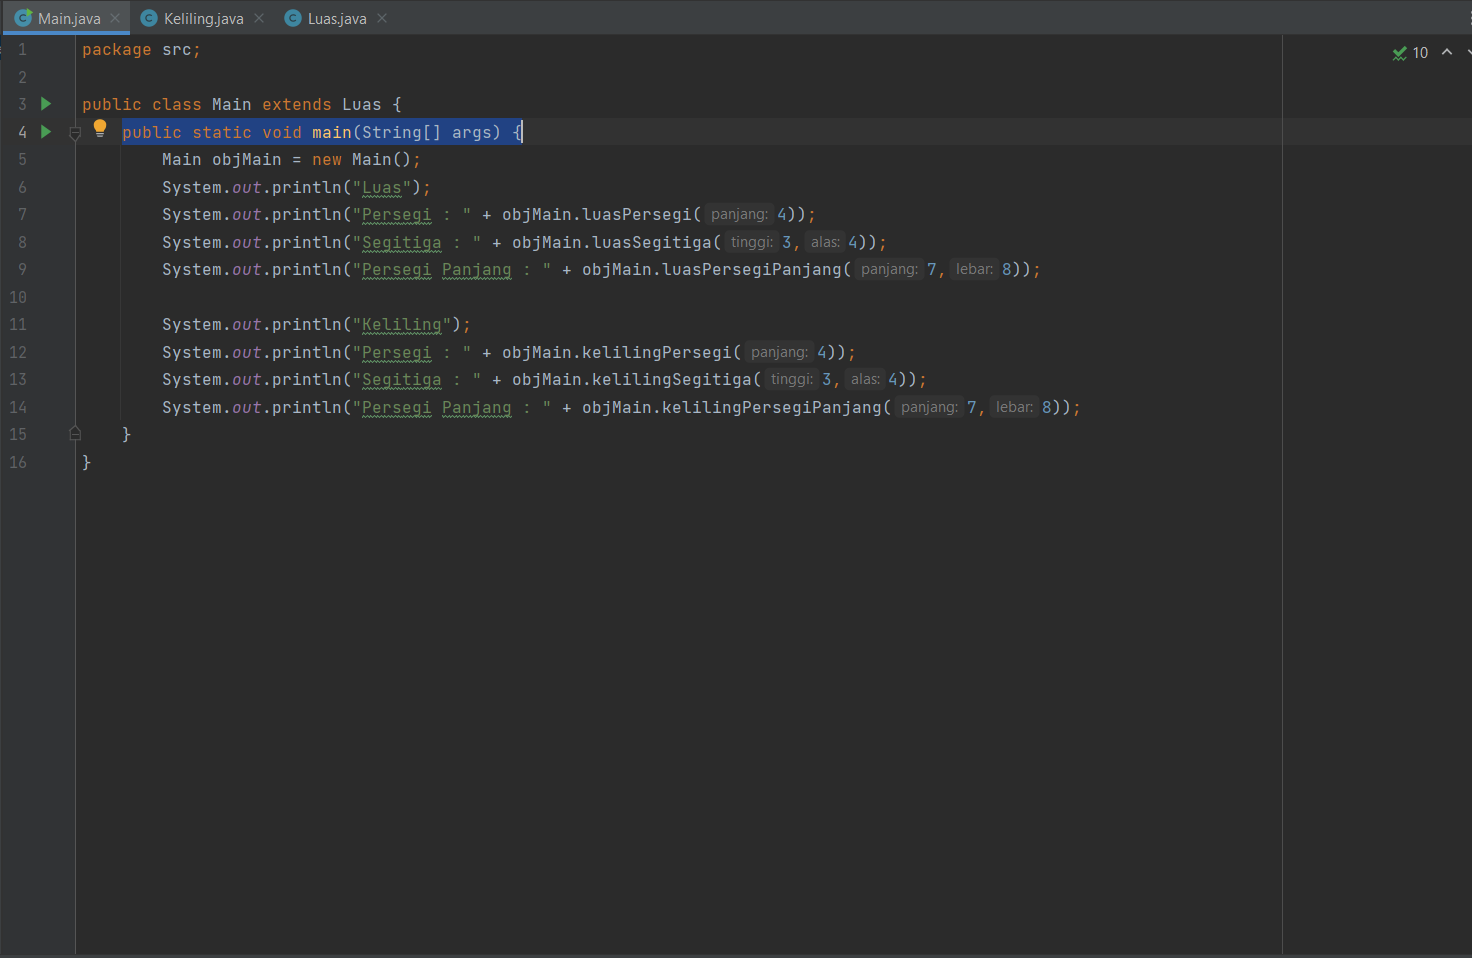 Main.java Keliling.java Luas.java
10
1 package src;
2
3 public class Main extends Luas {
4 public static void main(String[] args) {
5 Main objMain = new Main();
6 System.out.println("Luas");
7 System.out.println("Persegi : " + objMain.luasPersegi( panjang: 4));
8 System.out.println("Segitiga : " + objMain.luasSegitiga( tinggi: 3, alas: 4));
9 System.out.println("Persegi Panjang : " + objMain.luasPersegiPanjang( panjang: 7, lebar: 8));
10
11 System.out.println("Keliling");
12 System.out.println("Persegi : " + objMain.kelilingPersegi( panjang: 4));
13 System.out.println("Segitiga : " + objMain.kelilingSegitiga( tinggi: 3, alas: 4));
14 System.out.println("Persegi Panjang : " + objMain.kelilingPersegiPanjang( panjang: 7, lebar: 8));
15 }
16 }